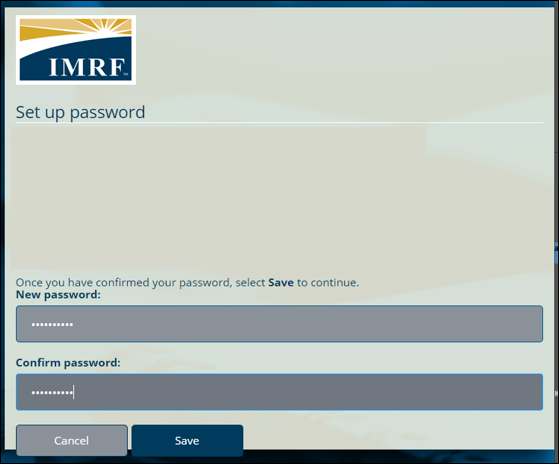 IMRF
Set up password
Once you have confirmed your password, select Save to continue.
New password:
••••••••••
Confirm password:
••••••••••
Cancel Save